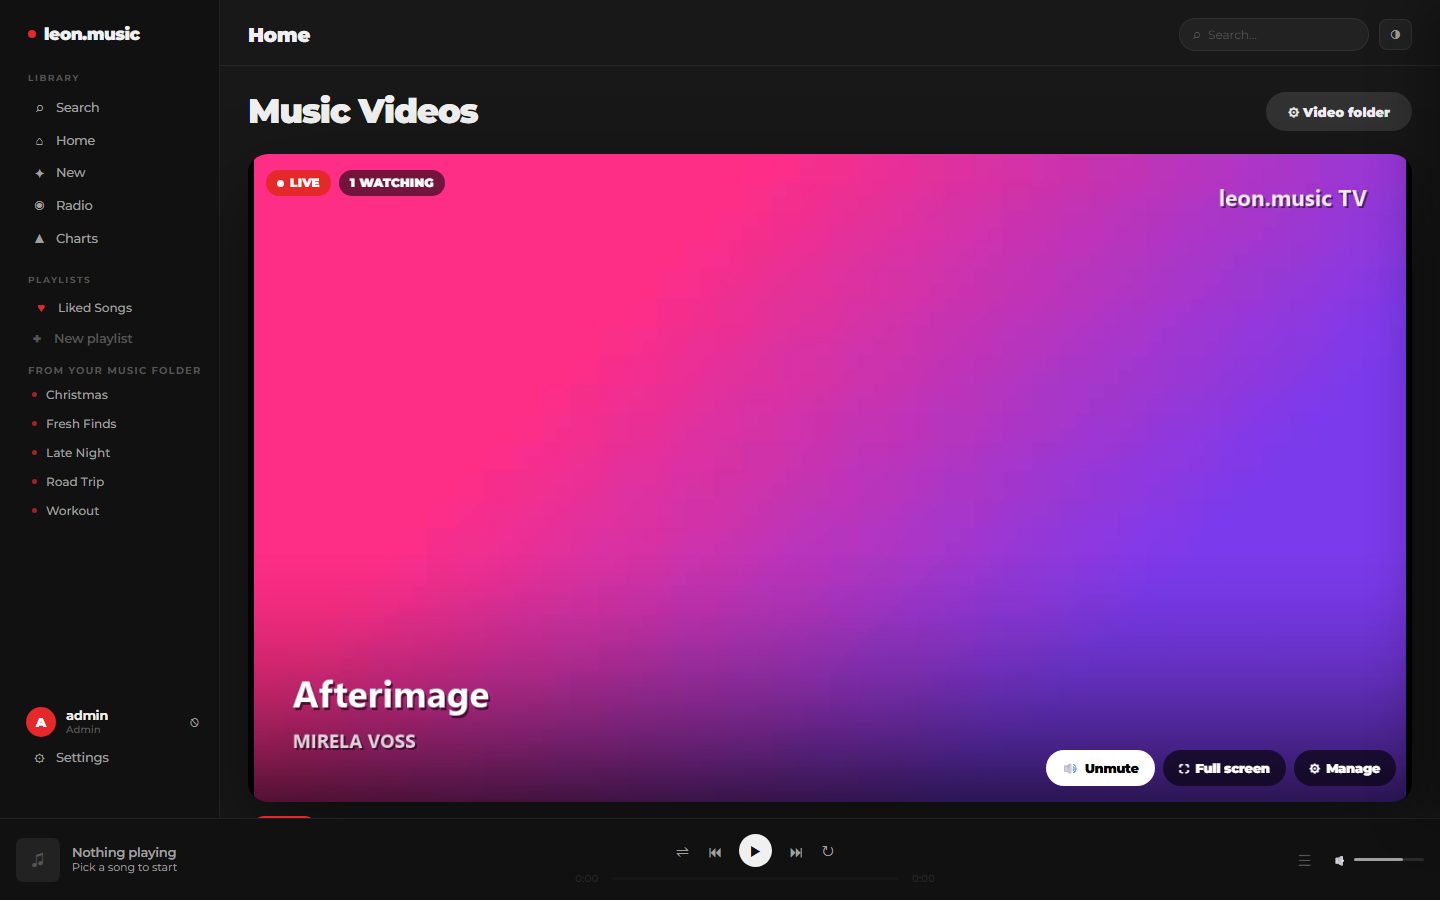 leon.music
LIBRARY
Search
Home
New
Radio
Charts
PLAYLISTS
Liked Songs
New playlist
FROM YOUR MUSIC FOLDER
Christmas
Fresh Finds
Late Night
Road Trip
Workout
A
admin
Admin
Settings
Home
Search...
Music Videos
Video folder
LIVE
1 WATCHING
leon.music TV
Afterimage
MIRELA VOSS
Unmute
Full screen
Manage
Nothing playing
Pick a song to start
0:00
0:00